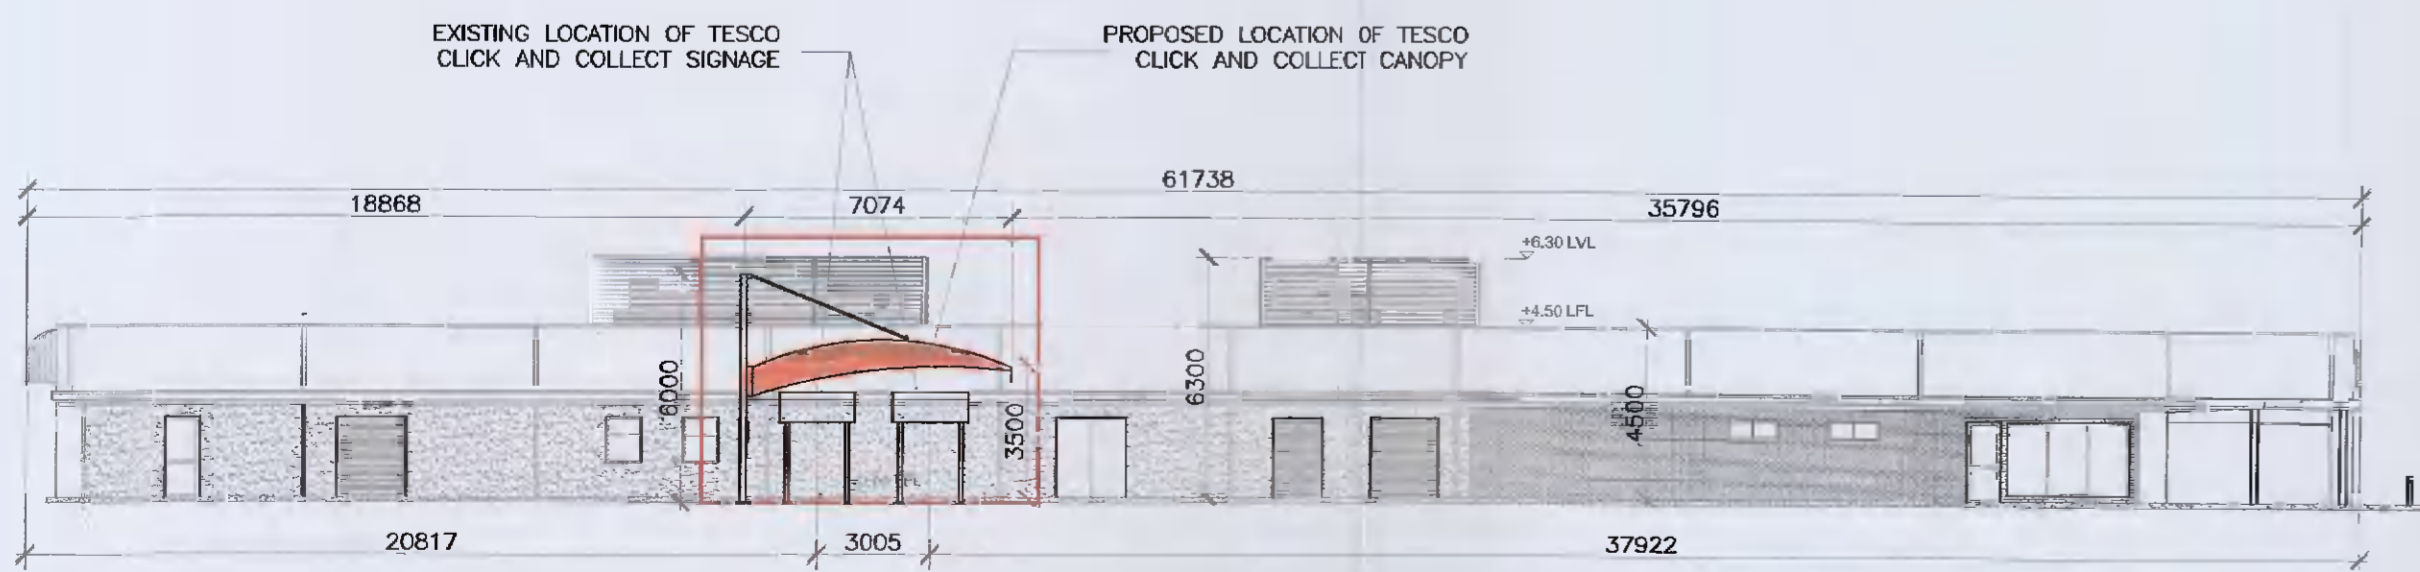 EXISTING LOCATION OF TESCO
CLICK AND COLLECT SIGNAGE
PROPOSED LOCATION OF TESCO
CLICK AND COLLECT CANOPY
61738
18868
7074
35796
+6.30 LVL
+4.50 LFL
6000
3500
6300
4500
20817
3005
37922